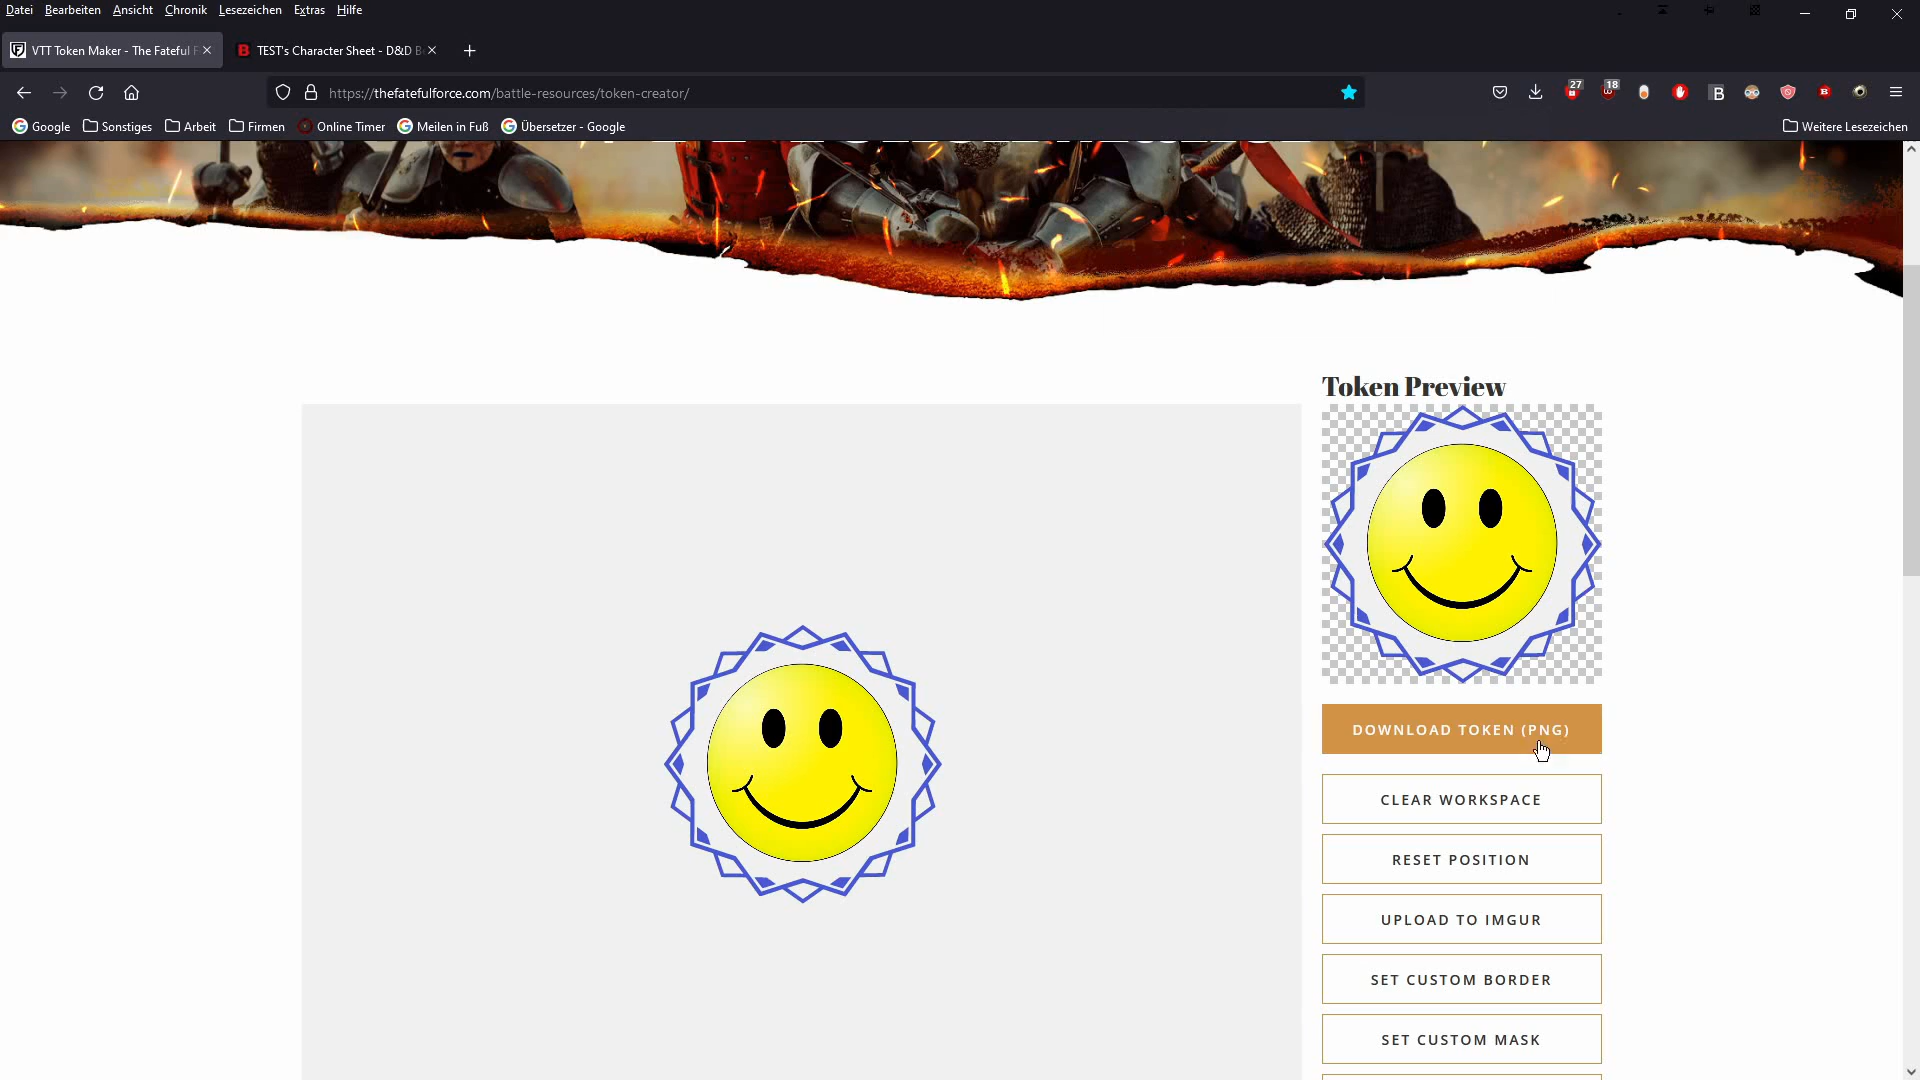 Datei Bearbeiten Ansicht Chronik Lesezeichen Extras Hilfe
VTT Token Maker - The Fateful F
TEST's Character Sheet - D&D B
https://thefatefulforce.com/battle-resources/token-creator/
27
18
Google Sonstiges Arbeit Firmen Online Timer Meilen in Fuß Übersetzer - Google Weitere Lesezeichen
Token Preview
DOWNLOAD TOKEN (PNG)
CLEAR WORKSPACE
RESET POSITION
UPLOAD TO IMGUR
SET CUSTOM BORDER
SET CUSTOM MASK